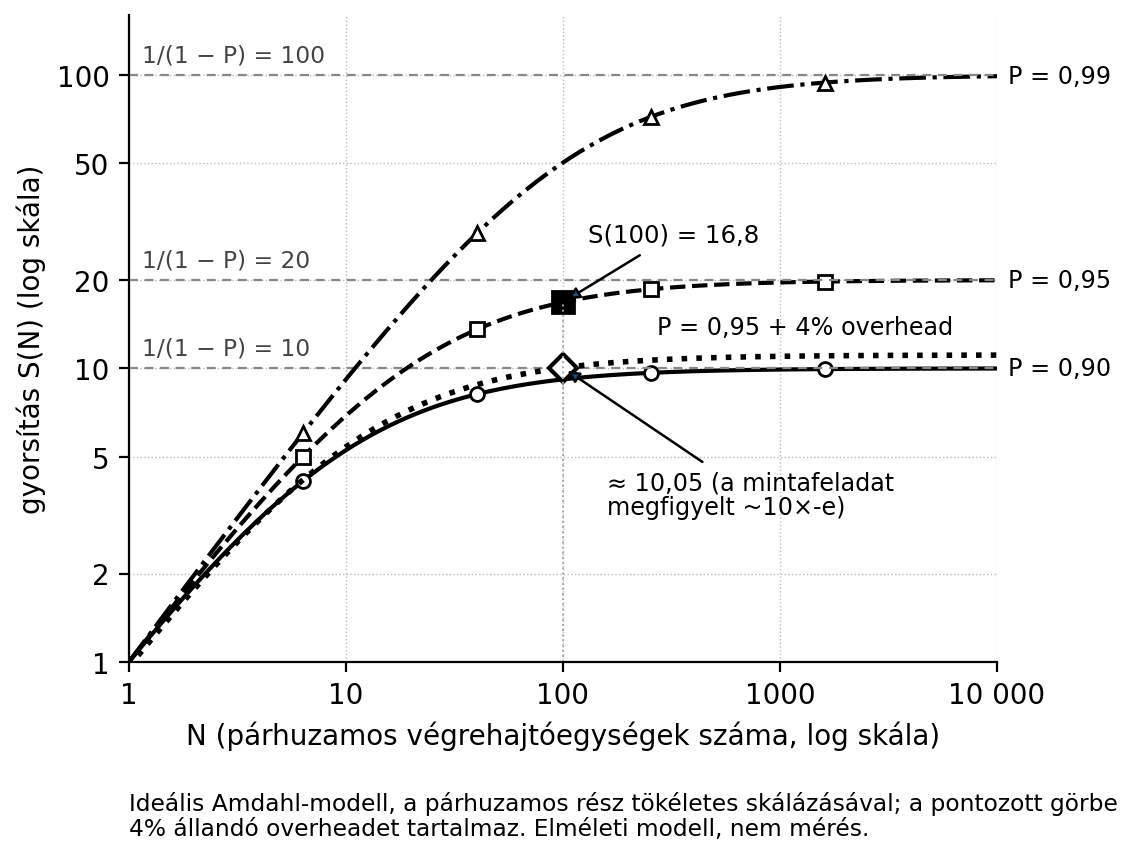 1/(1 − P) = 100
P = 0,99
S(100) = 16,8
1/(1 − P) = 20
P = 0,95
P = 0,95 + 4% overhead
1/(1 − P) = 10
P = 0,90
≈ 10,05 (a mintafeladat
megfigyelt ~10×-e)
gyorsítás S(N) (log skála)
100
50
20
10
5
2
1
1
10
100
1000
10 000
N (párhuzamos végrehajtóegységek száma, log skála)
Ideális Amdahl-modell, a párhuzamos rész tökéletes skálázásával; a pontozott görbe
4% állandó overheadet tartalmaz. Elméleti modell, nem mérés.